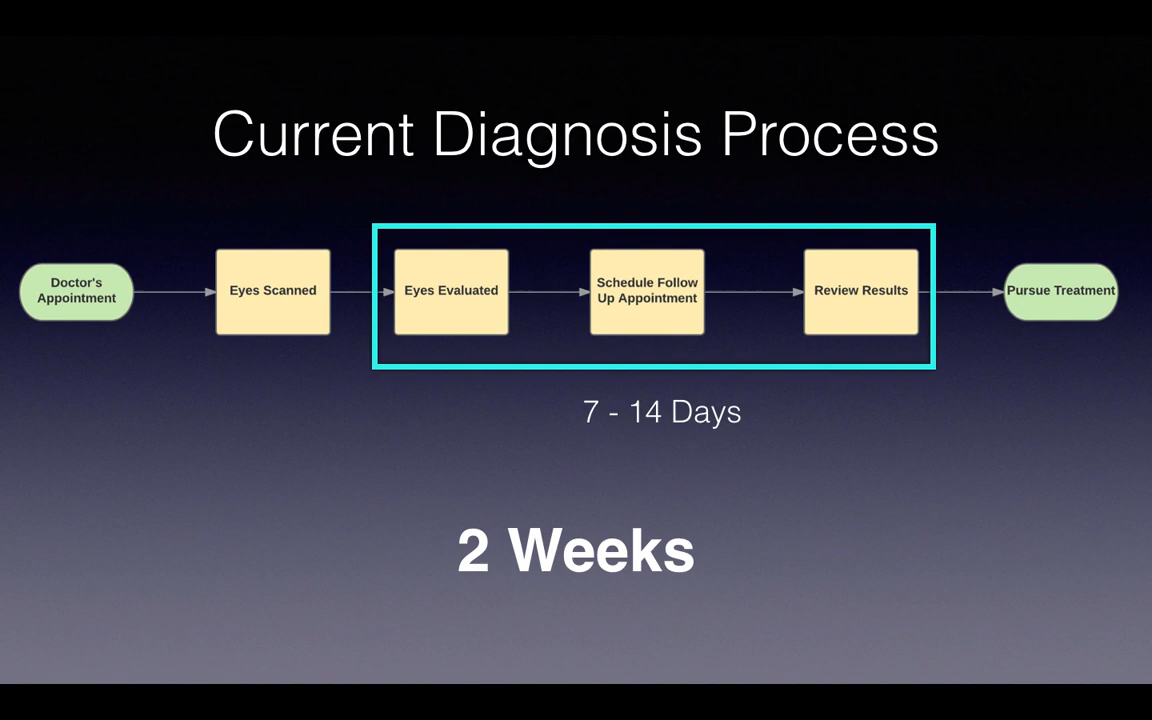 Current Diagnosis Process
Doctor's
Appointment
Eyes Scanned
Eyes Evaluated
Schedule Follow
Up Appointment
Review Results
Pursue Treatment
7 - 14 Days
2 Weeks